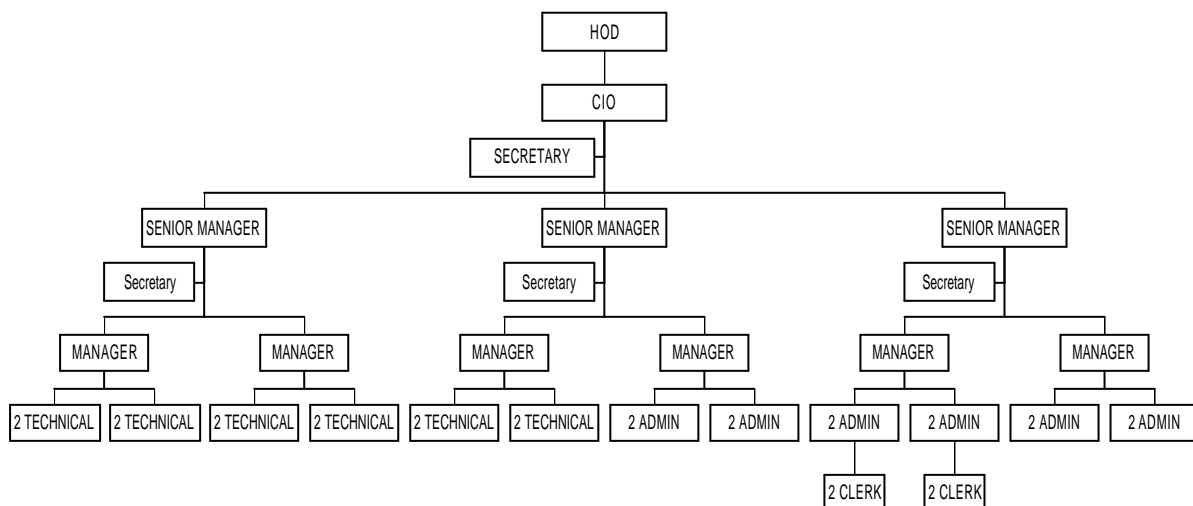 HOD
CIO
SECRETARY
SENIOR MANAGER
SENIOR MANAGER
SENIOR MANAGER
Secretary
Secretary
Secretary
MANAGER
MANAGER
MANAGER
MANAGER
MANAGER
MANAGER
2 TECHNICAL
2 TECHNICAL
2 TECHNICAL
2 TECHNICAL
2 TECHNICAL
2 TECHNICAL
2 ADMIN
2 ADMIN
2 ADMIN
2 ADMIN
2 ADMIN
2 ADMIN
2 CLERK
2 CLERK